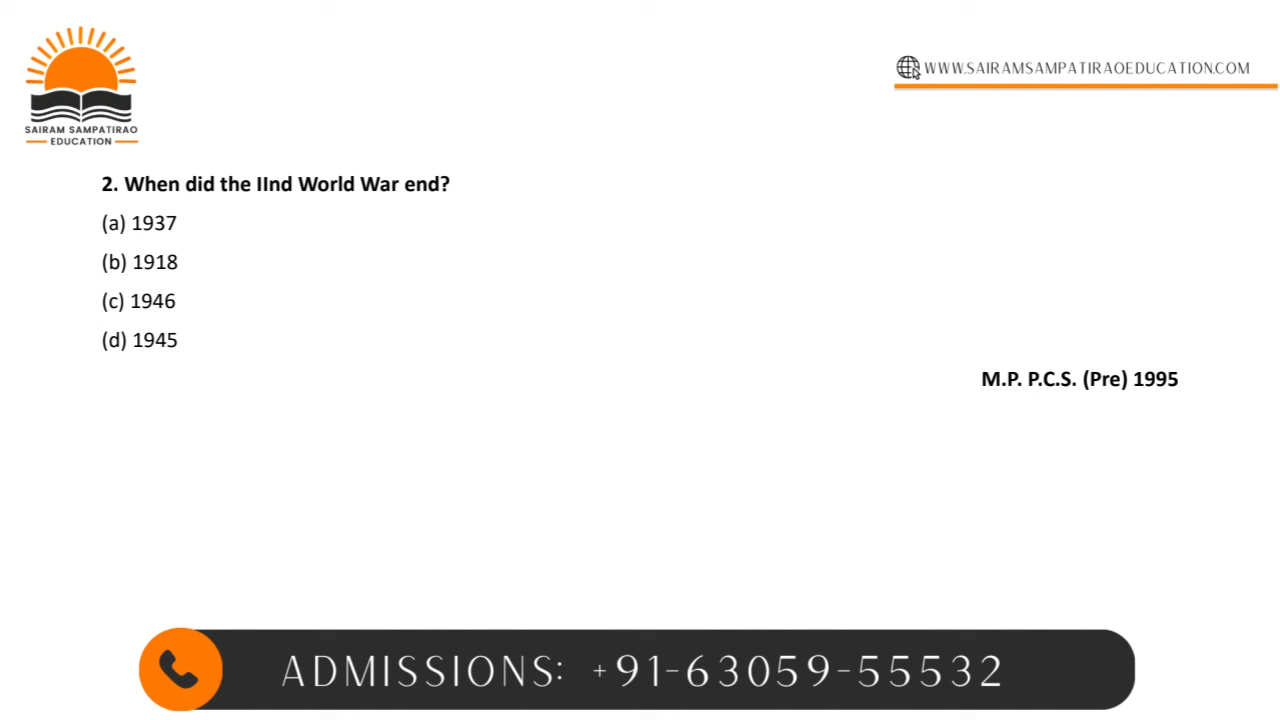 SAIRAM SAMPATIRAO
EDUCATION
WWW.SAIRAMSAMPATIRAOEDUCATION.COM
2. When did the IInd World War end?
(a) 1937
(b) 1918
(c) 1946
(d) 1945
M.P. P.C.S. (Pre) 1995
ADMISSIONS: +91-63059-55532